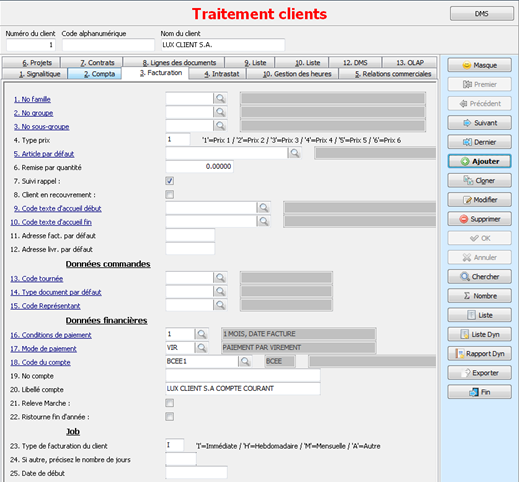 Traitement clients
DMS
Numéro du client Code alphanumérique Nom du client
1 LUX CLIENT S.A.
6. Projets 7. Contrats 8. Lignes des documents 9. Liste 10. Liste 12. DMS 13. OLAP
1. Signalitique 2. Compta 3. Facturation 4. Intrastat 10. Gestion des heures 5. Relations commerciales
1. No famille
2. No groupe
3. No sous-groupe
4. Type prix 1 '1'=Prix 1 / '2'=Prix 2 / '3'=Prix 3 / '4'=Prix 4 / '5'=Prix 5 / '6'=Prix 6
5. Article par défaut
6. Remise par quantité 0.00000
7. Suivi rappel :
8. Client en recouvrement :
9. Code texte d'accueil début
10. Code texte d'accueil fin
11. Adresse fact. par défaut
12. Adresse livr. par défaut
Données commandes
13. Code tournée
14. Type document par défaut
15. Code Représentant
Données financières
16. Conditions de paiement 1 1 MOIS, DATE FACTURE
17. Mode de paiement VIR PAIEMENT PAR VIREMENT
18. Code du compte BCEE1 BCEE
19. No compte
20. Libellé compte LUX CLIENT S.A COMPTE COURANT
21. Releve Marche :
22. Ristourne fin d'année :
Job
23. Type de facturation du client I 'I'=Immédiate / 'H'=Hebdomadaire / 'M'=Mensuelle / 'A'=Autre
24. Si autre, précisez le nombre de jours
25. Date de début
Masque
Premier
Précédent
Suivant
Dernier
Ajouter
Cloner
Modifier
Supprimer
OK
Annuler
Chercher
Σ Nombre
Liste
Liste Dyn
Rapport Dyn
Exporter
Fin